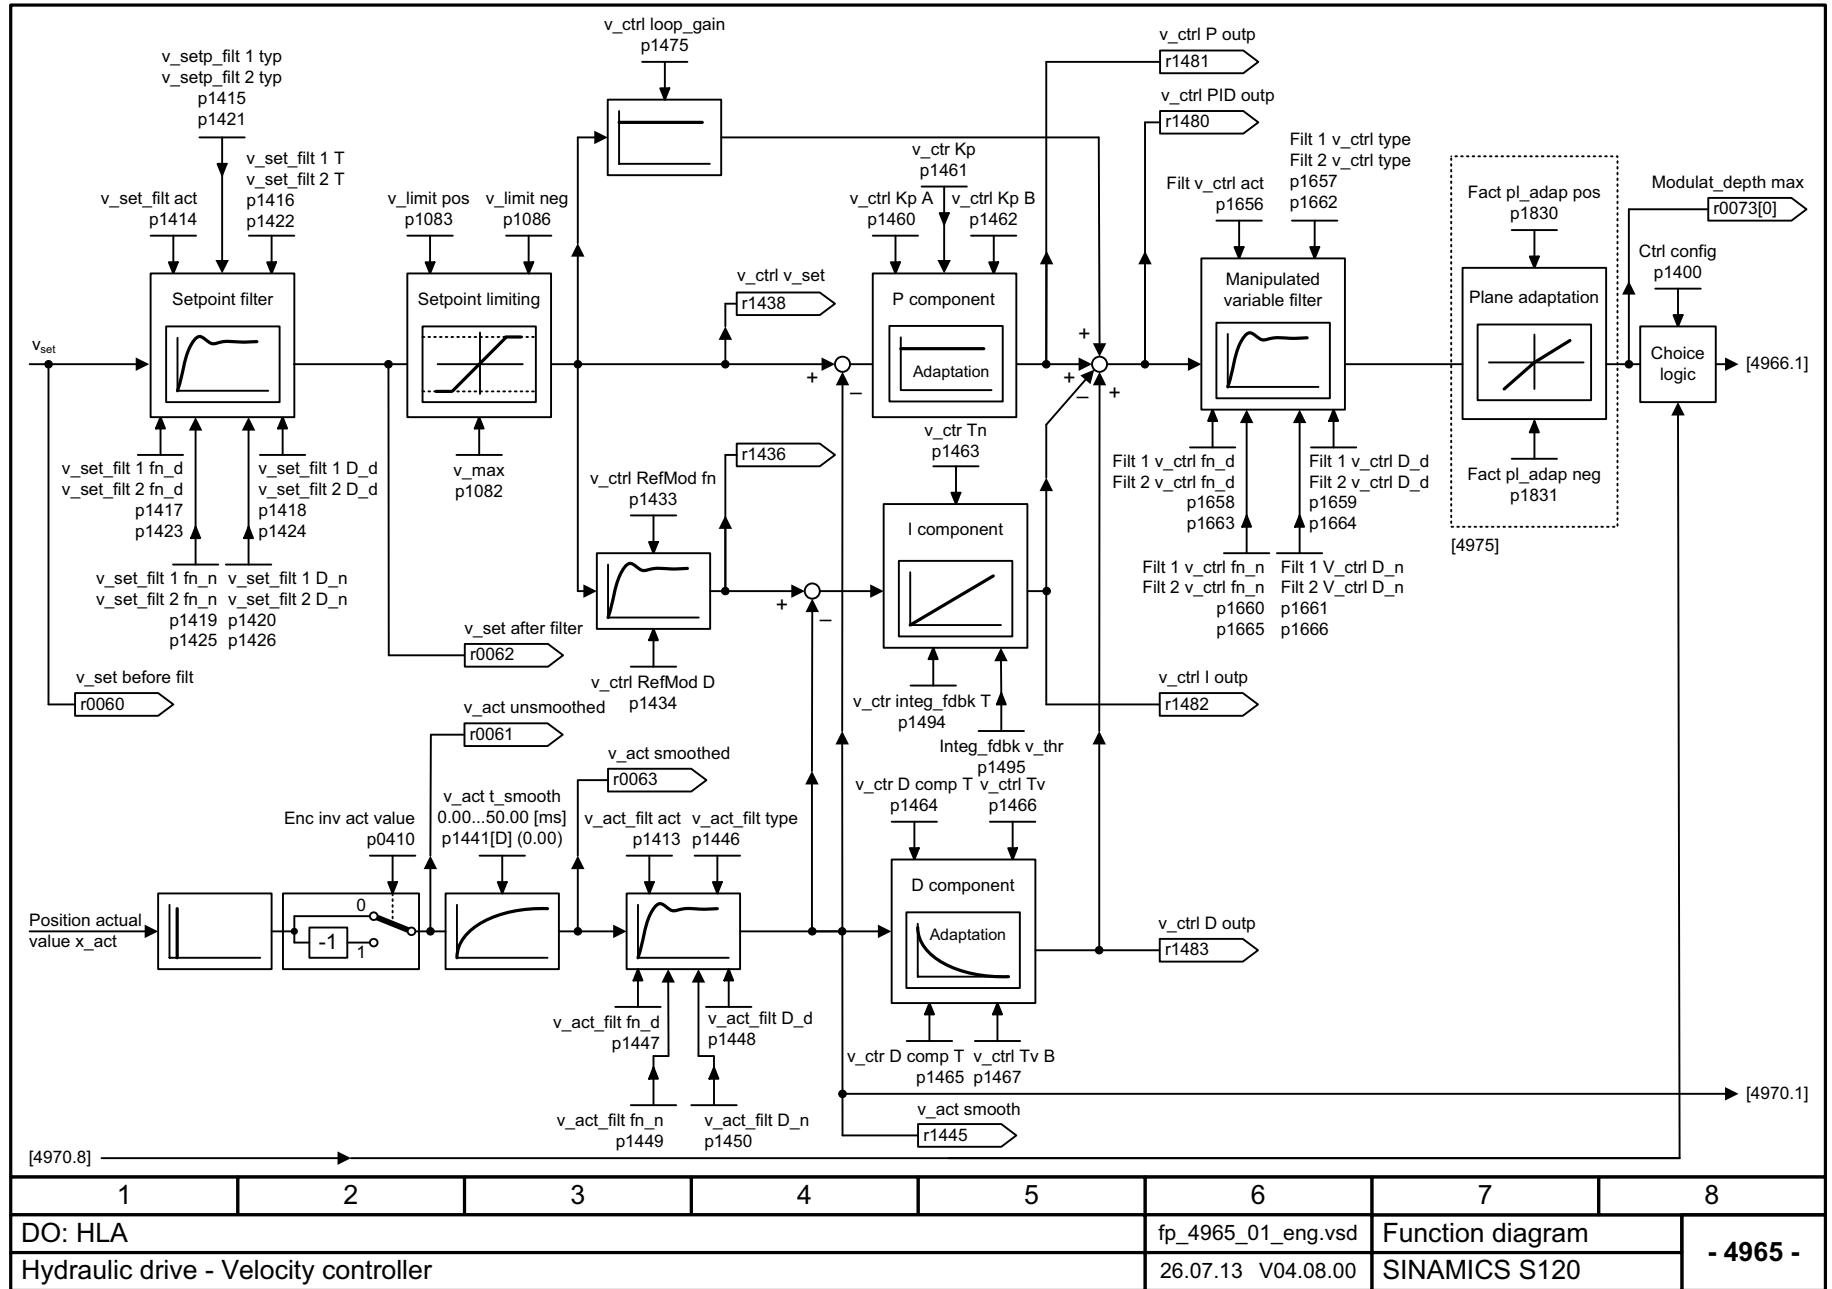 v_ctrl loop_gain
p1475
v_ctrl P outp
r1481
v_setp_filt 1 typ
v_setp_filt 2 typ
p1415
p1421
v_ctrl PID outp
r1480
v_set_filt 1 T
v_set_filt 2 T
p1416
p1422
v_set_filt act
p1414
v_limit pos
p1083
v_limit neg
p1086
v_ctr Kp
p1461
v_ctrl Kp A
p1460
v_ctrl Kp B
p1462
Filt 1 v_ctrl type
Filt 2 v_ctrl type
p1657
p1662
Filt v_ctrl act
p1656
Fact pl_adap pos
p1830
Modulat_depth max
r0073[0]
Ctrl config
p1400
Setpoint filter
Setpoint limiting
v_ctrl v_set
r1438
P component
Adaptation
Manipulated
variable filter
Plane adaptation
Choice
logic
[4966.1]
v_set
+
–
+
+
–
+
v_set_filt 1 fn_d
v_set_filt 2 fn_d
p1417
p1423
v_set_filt 1 D_d
v_set_filt 2 D_d
p1418
p1424
v_max
p1082
r1436
v_ctrl RefMod fn
p1433
v_ctr Tn
p1463
Filt 1 v_ctrl fn_d
Filt 2 v_ctrl fn_d
p1658
p1663
Filt 1 v_ctrl D_d
Filt 2 v_ctrl D_d
p1659
p1664
Fact pl_adap neg
p1831
[4975]
v_set_filt 1 fn_n
v_set_filt 2 fn_n
p1419
p1425
v_set_filt 1 D_n
v_set_filt 2 D_n
p1420
p1426
I component
+
–
Filt 1 v_ctrl fn_n
Filt 2 v_ctrl fn_n
p1660
p1665
Filt 1 V_ctrl D_n
Filt 2 V_ctrl D_n
p1661
p1666
v_set after filter
r0062
v_set before filt
r0060
v_ctrl RefMod D
p1434
v_ctr integ_fdbk T
p1494
Integ_fdbk v_thr
p1495
v_ctrl I outp
r1482
v_act unsmoothed
r0061
v_act smoothed
r0063
Enc inv act value
p0410
v_act t_smooth
0.00...50.00 [ms]
p1441[D] (0.00)
v_act_filt act
p1413
v_act_filt type
p1446
v_ctr D comp T
p1464
v_ctrl Tv
p1466
D component
Adaptation
v_ctrl D outp
r1483
Position actual
value x_act
0
-1
1
v_act_filt fn_d
p1447
v_act_filt D_d
p1448
v_ctr D comp T
p1465
v_ctrl Tv B
p1467
v_act_filt fn_n
p1449
v_act_filt D_n
p1450
v_act smooth
r1445
[4970.1]
[4970.8]
1 2 3 4 5 6 7 8
DO: HLA
fp_4965_01_eng.vsd
Function diagram
- 4965 -
Hydraulic drive - Velocity controller
26.07.13 V04.08.00
SINAMICS S120